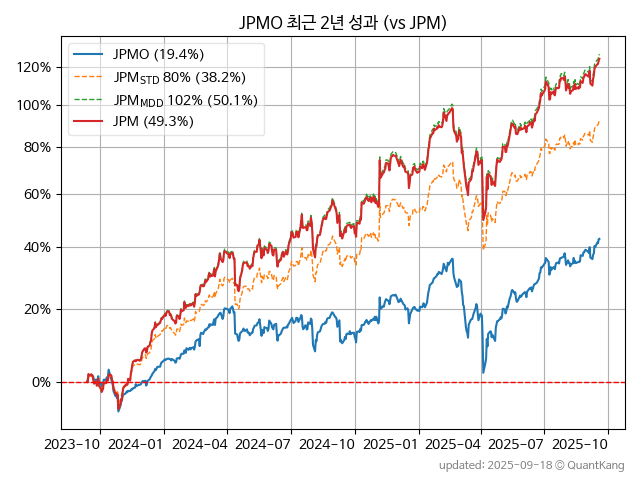 JPMO 최근 2년 성과 (vs JPM)
JPMO (19.4%)
JPM_STD 80% (38.2%)
JPM_MDD 102% (50.1%)
JPM (49.3%)
120%
100%
80%
60%
40%
20%
0%
2023-10 2024-01 2024-04 2024-07 2024-10 2025-01 2025-04 2025-07 2025-10
updated: 2025-09-18 © QuantKang